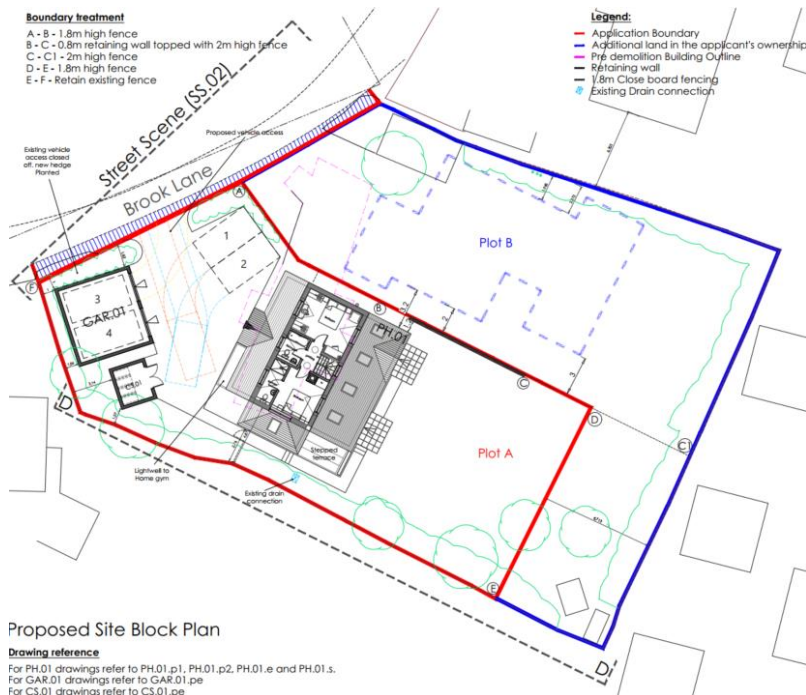 Boundary treatment
A - B - 1.8m high fence
B - C - 0.8m retaining wall topped with 2m high fence
C - C1 - 2m high fence
D - E - 1.8m high fence
E - F - Retain existing fence
Legend:
Application Boundary
Additional land in the applicant's ownership
Pre demolition Building Outline
Retaining wall
1.8m Close board fencing
Existing Drain connection
Street Scene (SS.02)
Brook Lane
Proposed vehicle access
Existing vehicle
access closed
off, new hedge
Planted
A
1
2
F
3
GAR.01
4
CS.01
D
Plot B
B
PH.01
1.2
3.2
2
3
C
D
C1
Plot A
Stepped
terrace
Lightwell to
Home gym
Existing drain
connection
E
D
Proposed Site Block Plan
Drawing reference
For PH.01 drawings refer to PH.01.p1, PH.01.p2, PH.01.e and PH.01.s.
For GAR.01 drawings refer to GAR.01.pe
For CS.01 drawings refer to CS.01.pe